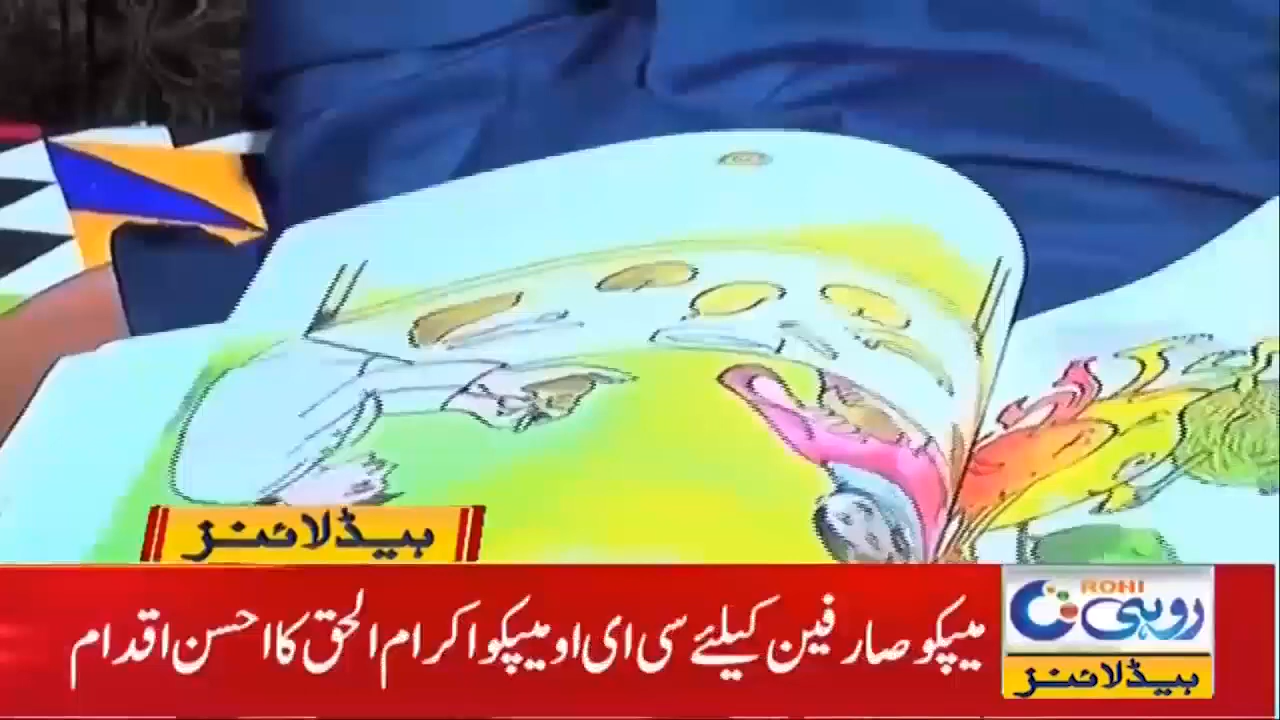 ہیڈلائنز
میپکو صارفین کیلئے سی ای او میپکو اکرام الحق کا احسن اقدام
ROHI
روہی
ہیڈلائنز